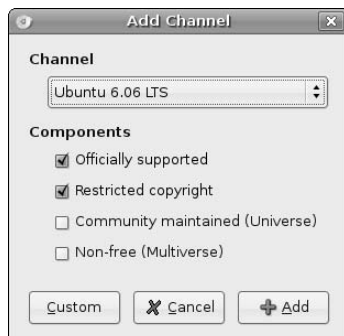 Add Channel
Channel
Ubuntu 6.06 LTS
Components
Officially supported
Restricted copyright
Community maintained (Universe)
Non-free (Multiverse)
Custom
Cancel
Add